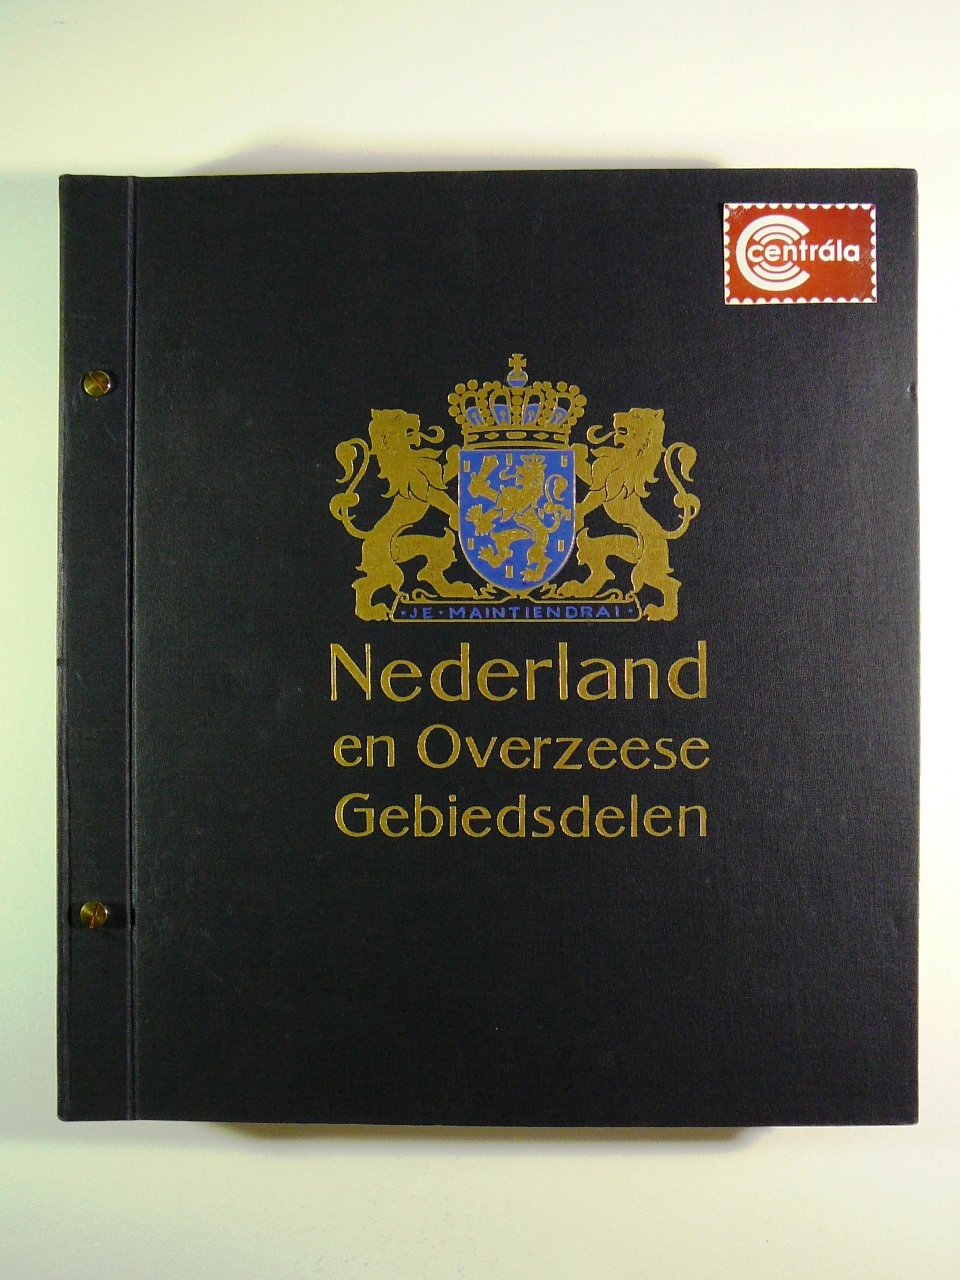 centrála
JE·MAINTIENDRAI
Nederland
en Overzeese
Gebiedsdelen